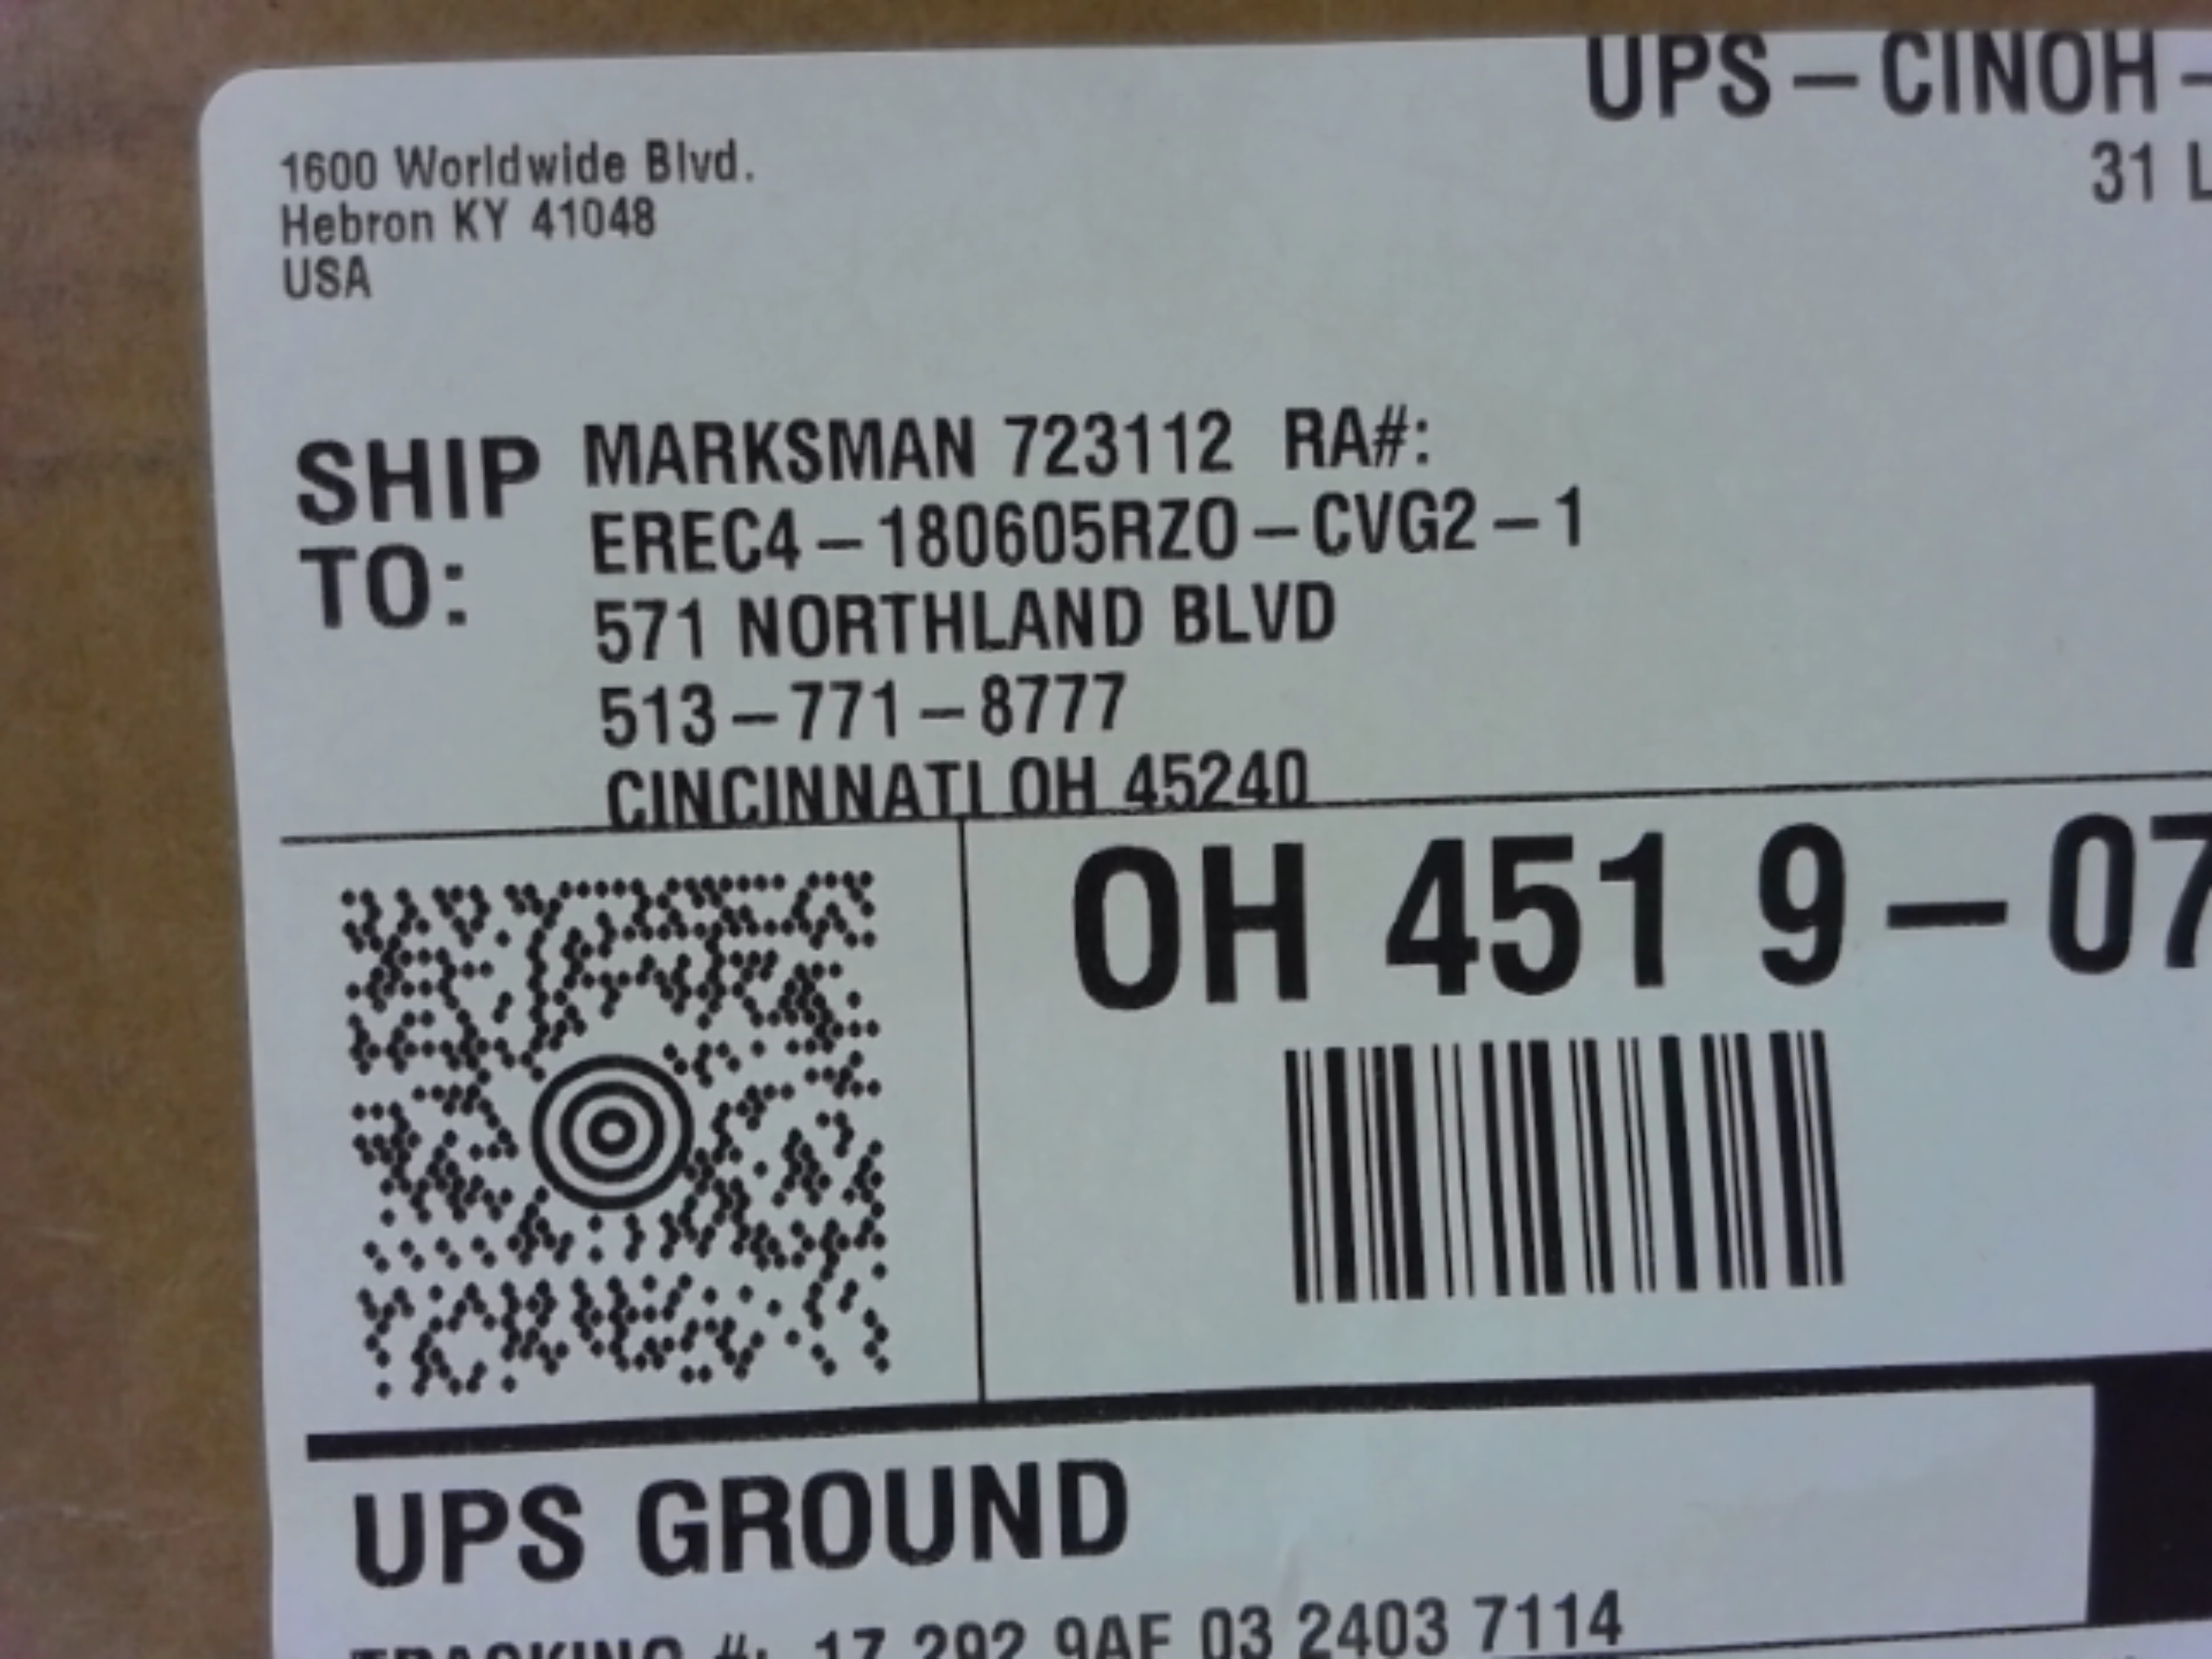 UPS – CINOH –
31 L
1600 Worldwide Blvd.
Hebron KY 41048
USA
SHIP TO:
MARKSMAN 723112 RA#:
EREC4 – 180605RZO – CVG2 – 1
571 NORTHLAND BLVD
513 – 771 – 8777
CINCINNATI OH 45240
OH 451 9 – 07
UPS GROUND
TRACKING #: 17 292 9AF 03 2403 7114